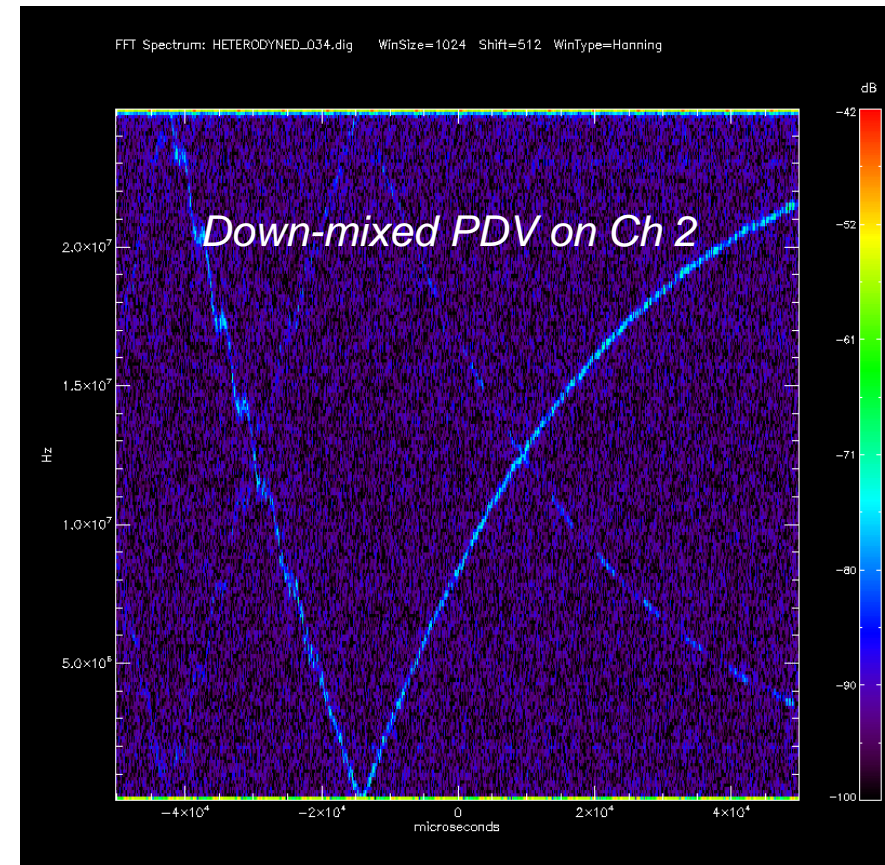 FFT Spectrum: HETERODYNED_034.dig WinSize=1024 Shift=512 WinType=Hanning
dB
-42
-52
-61
-71
-80
-90
-100
Down-mixed PDV on Ch 2
2.0×10⁷
1.5×10⁷
1.0×10⁷
5.0×10⁶
Hz
-4×10⁴ -2×10⁴ 0 2×10⁴ 4×10⁴
microseconds